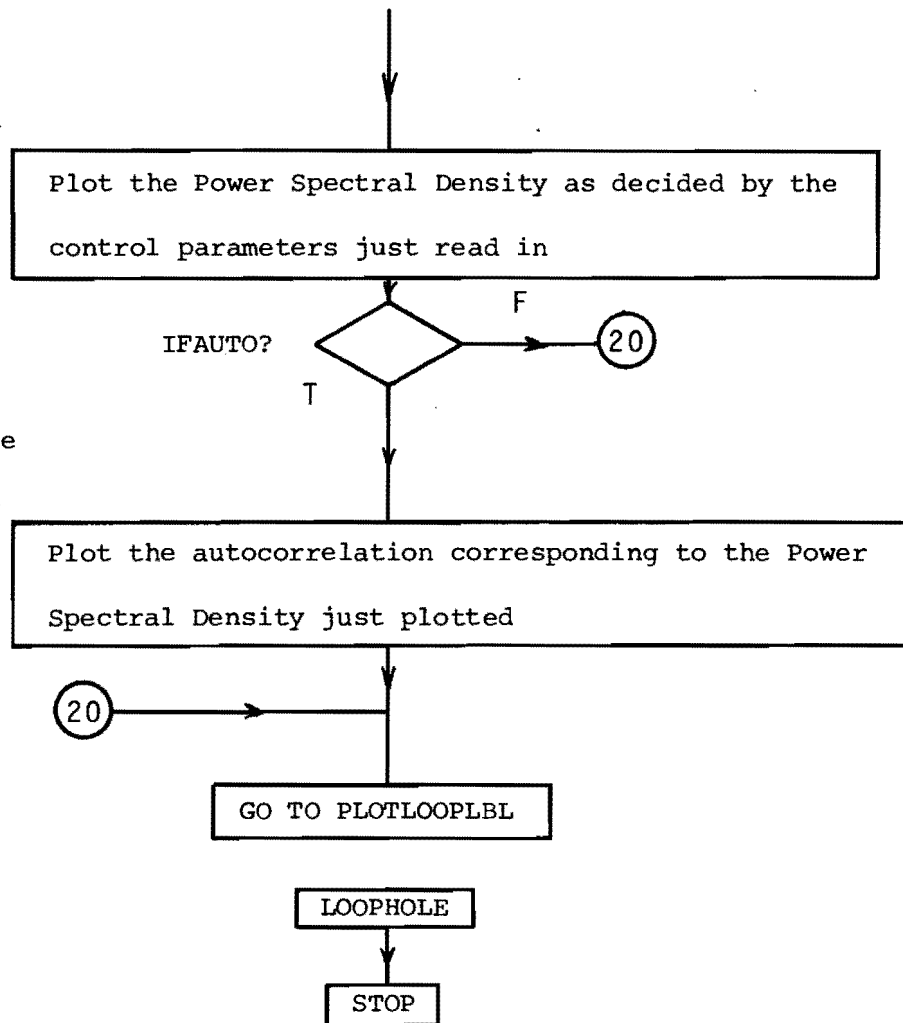 Plot the Power Spectral Density as decided by the
control parameters just read in
F
IFAUTO?
20
T
e
Plot the autocorrelation corresponding to the Power
Spectral Density just plotted
20
GO TO PLOTLOOPLBL
LOOPHOLE
STOP